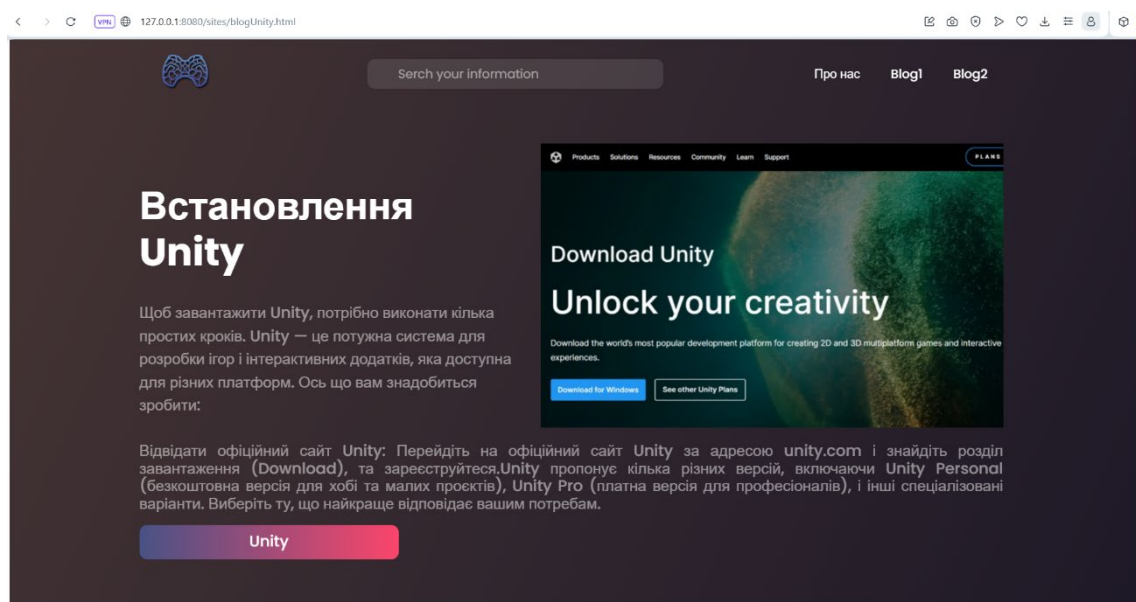 VPN
127.0.0.1:8080/sites/blogUnity.html
Serch your information
Про нас
Blog1
Blog2
Встановлення
Unity
Щоб завантажити Unity, потрібно виконати кілька
простих кроків. Unity — це потужна система для
розробки ігор і інтерактивних додатків, яка доступна
для різних платформ. Ось що вам знадобиться
зробити:
Products Solutions Resources Community Learn Support
PLANS
Download Unity
Unlock your creativity
Download the world's most popular development platform for creating 2D and 3D multiplatform games and interactive
experiences.
Download for Windows
See other Unity Plans
Відвідати офіційний сайт Unity: Перейдіть на офіційний сайт Unity за адресою unity.com і знайдіть розділ
завантаження (Download), та зареєструйтеся.Unity пропонує кілька різних версій, включаючи Unity Personal
(безкоштовна версія для хобі та малих проєктів), Unity Pro (платна версія для професіоналів), і інші спеціалізовані
варіанти. Виберіть ту, що найкраще відповідає вашим потребам.
Unity